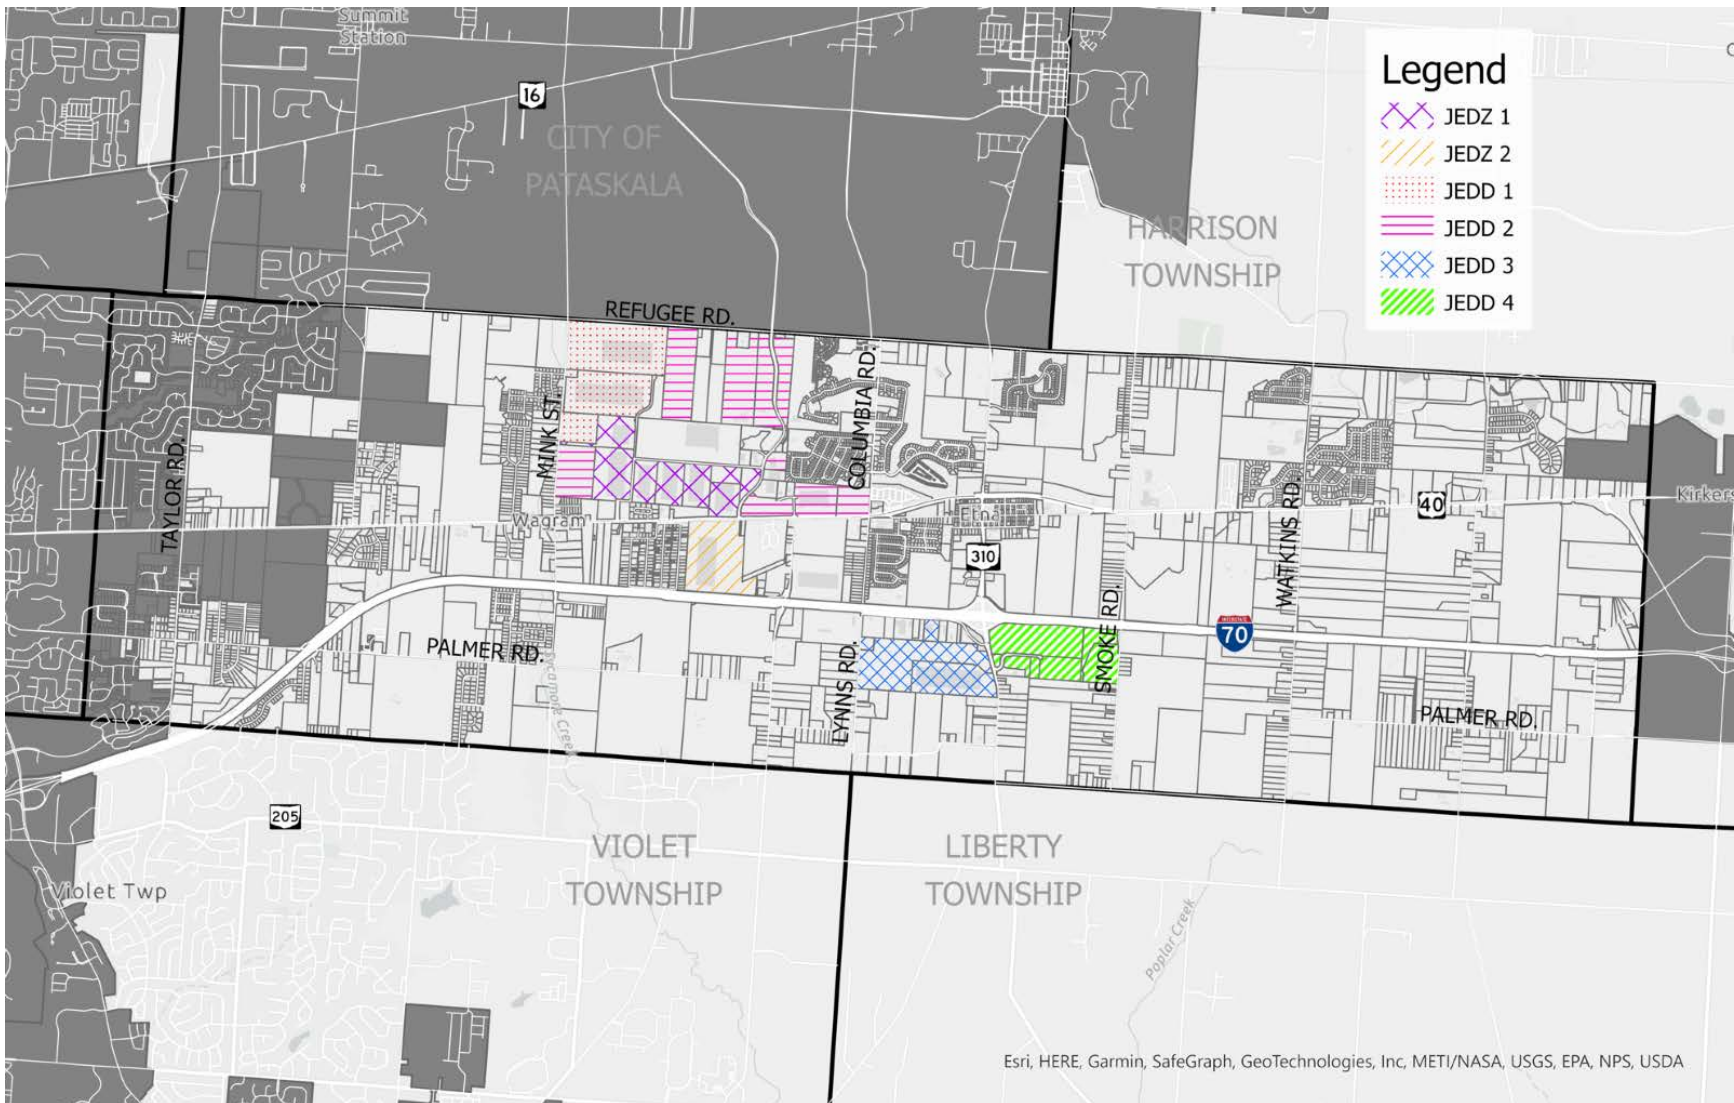 Summit
Station
16
CITY OF
PATASKALA
Legend
JEDZ 1
JEDZ 2
JEDD 1
JEDD 2
JEDD 3
JEDD 4
HARRISON
TOWNSHIP
REFUGEE RD.
TAYLOR RD.
MINK ST.
COLUMBIA RD.
WATKINS RD.
Wagram
Etna
40
Kirkers
310
SMOKE RD.
INTERSTATE
70
PALMER RD.
LYNNS RD.
Sycamore Creek
PALMER RD.
205
VIOLET
TOWNSHIP
LIBERTY
TOWNSHIP
Violet Twp
Poplar Creek
Esri, HERE, Garmin, SafeGraph, GeoTechnologies, Inc, METI/NASA, USGS, EPA, NPS, USDA